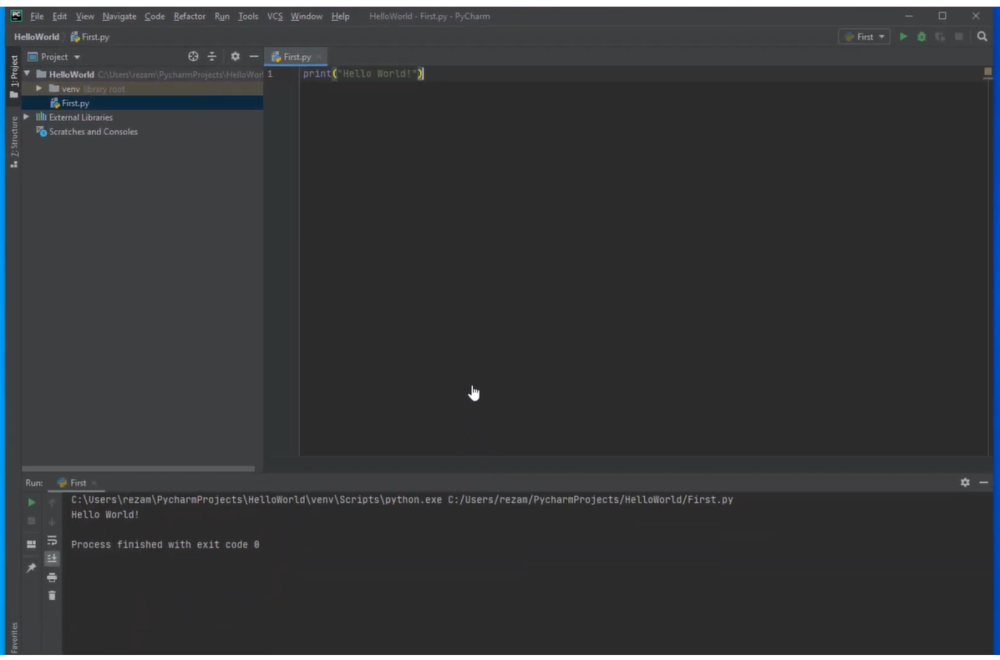 PC File Edit View Navigate Code Refactor Run Tools VCS Window Help HelloWorld - First.py - PyCharm
HelloWorld First.py First
1: Project
Project
First.py
HelloWorld C:\Users\rezam\PycharmProjects\HelloWor
venv library root
First.py
External Libraries
Scratches and Consoles
7: Structure
1 print("Hello World!")
Run: First
C:\Users\rezam\PycharmProjects\HelloWorld\venv\Scripts\python.exe C:/Users/rezam/PycharmProjects/HelloWorld/First.py
Hello World!
Process finished with exit code 0
Favorites